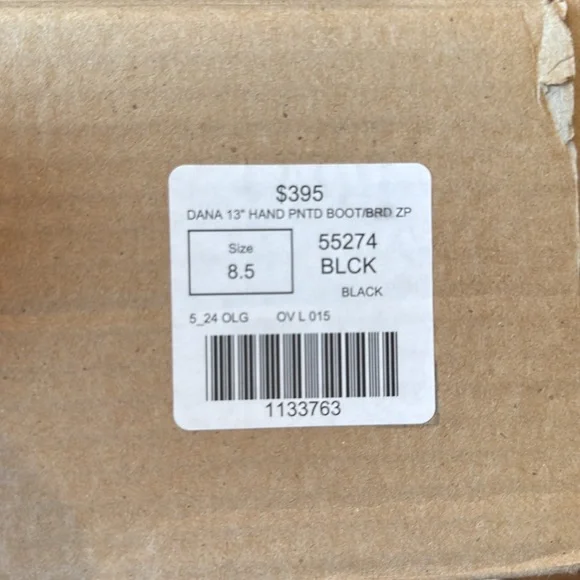 $395
DANA 13" HAND PNTD BOOT/BRD ZP
Size
8.5
55274
BLCK
BLACK
5_24 OLG OV L 015
1133763